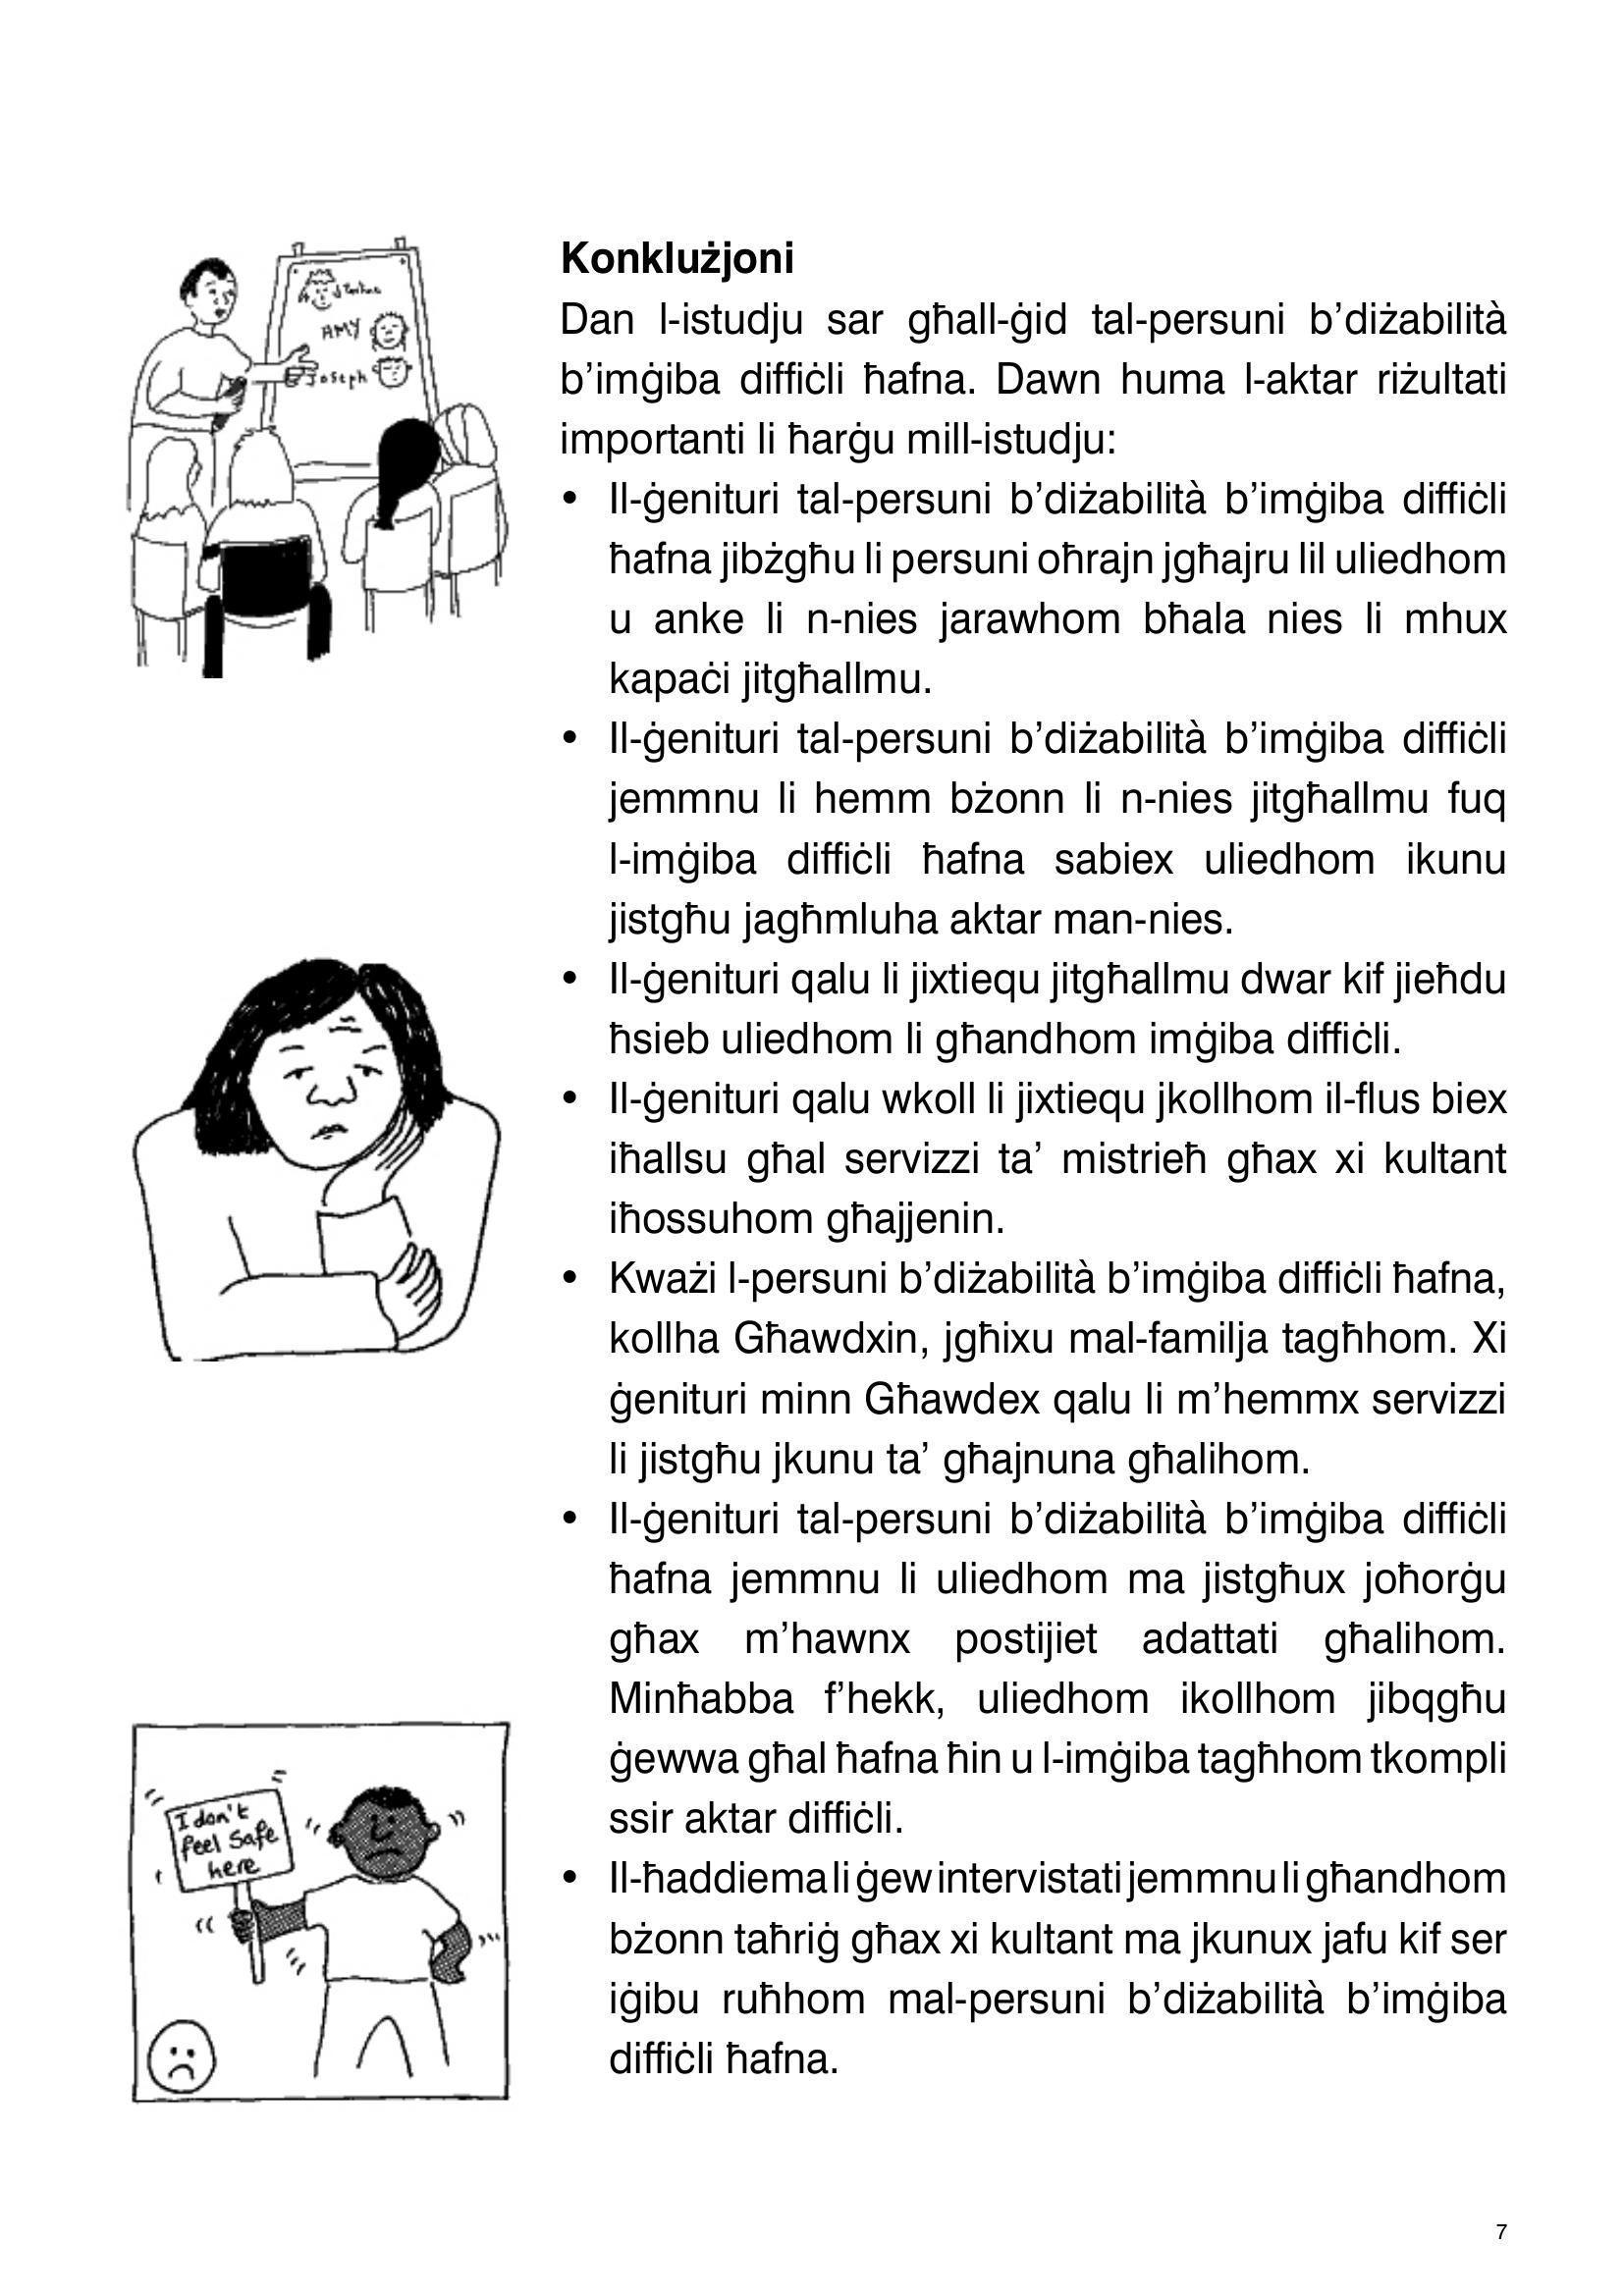 AMY
Joseph
I don't
feel safe
here
Konklużjoni
Dan l-istudju sar għall-ġid tal-persuni b’diżabilità
b’imġiba diffiċli ħafna. Dawn huma l-aktar riżultati
importanti li ħarġu mill-istudju:
• Il-ġenituri tal-persuni b’diżabilità b’imġiba diffiċli
ħafna jibżgħu li persuni oħrajn jgħajru lil uliedhom
u anke li n-nies jarawhom bħala nies li mhux
kapaċi jitgħallmu.
• Il-ġenituri tal-persuni b’diżabilità b’imġiba diffiċli
jemmnu li hemm bżonn li n-nies jitgħallmu fuq
l-imġiba diffiċli ħafna sabiex uliedhom ikunu
jistgħu jagħmluha aktar man-nies.
• Il-ġenituri qalu li jixtiequ jitgħallmu dwar kif jieħdu
ħsieb uliedhom li għandhom imġiba diffiċli.
• Il-ġenituri qalu wkoll li jixtiequ jkollhom il-flus biex
iħallsu għal servizzi ta’ mistrieħ għax xi kultant
iħossuhom għajjenin.
• Kważi l-persuni b’diżabilità b’imġiba diffiċli ħafna,
kollha Għawdxin, jgħixu mal-familja tagħhom. Xi
ġenituri minn Għawdex qalu li m’hemmx servizzi
li jistgħu jkunu ta’ għajnuna għalihom.
• Il-ġenituri tal-persuni b’diżabilità b’imġiba diffiċli
ħafna jemmnu li uliedhom ma jistgħux joħorġu
għax m’hawnx postijiet adattati għalihom.
Minħabba f’hekk, uliedhom ikollhom jibqgħu
ġewwa għal ħafna ħin u l-imġiba tagħhom tkompli
ssir aktar diffiċli.
• Il-ħaddiema li ġew intervistati jemmnu li għandhom
bżonn taħriġ għax xi kultant ma jkunux jafu kif ser
iġibu ruħhom mal-persuni b’diżabilità b’imġiba
diffiċli ħafna.
7